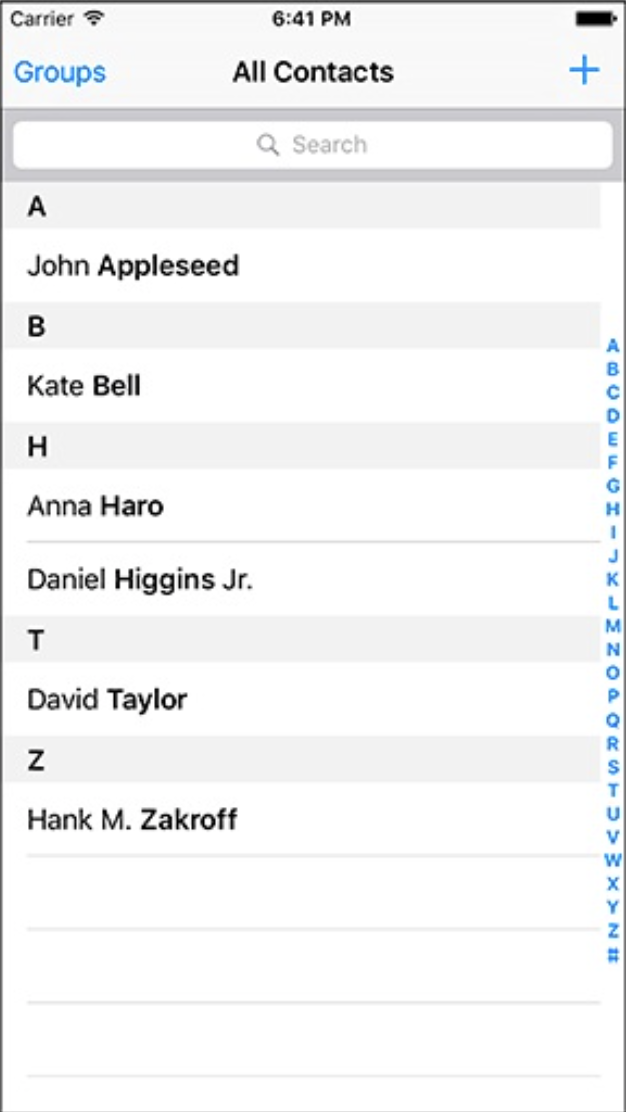 Carrier 6:41 PM
Groups All Contacts +
Search
A
John Appleseed
B
Kate Bell
H
Anna Haro
Daniel Higgins Jr.
T
David Taylor
Z
Hank M. Zakroff
A
B
C
D
E
F
G
H
I
J
K
L
M
N
O
P
Q
R
S
T
U
V
W
X
Y
Z
#